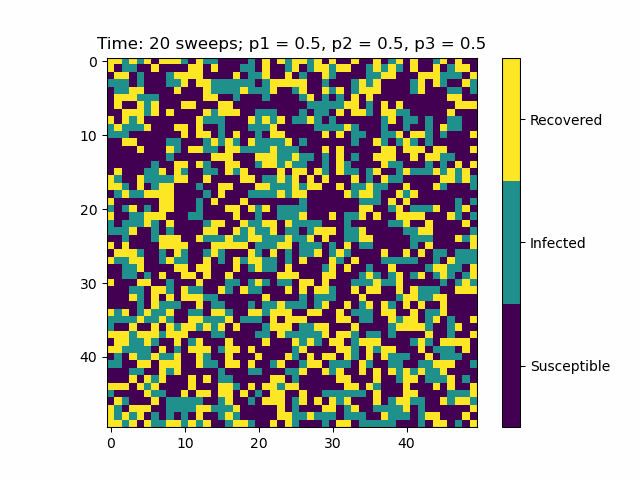 Time: 20 sweeps; p1 = 0.5, p2 = 0.5, p3 = 0.5
0
10
20
30
40
0
10
20
30
40
Recovered
Infected
Susceptible